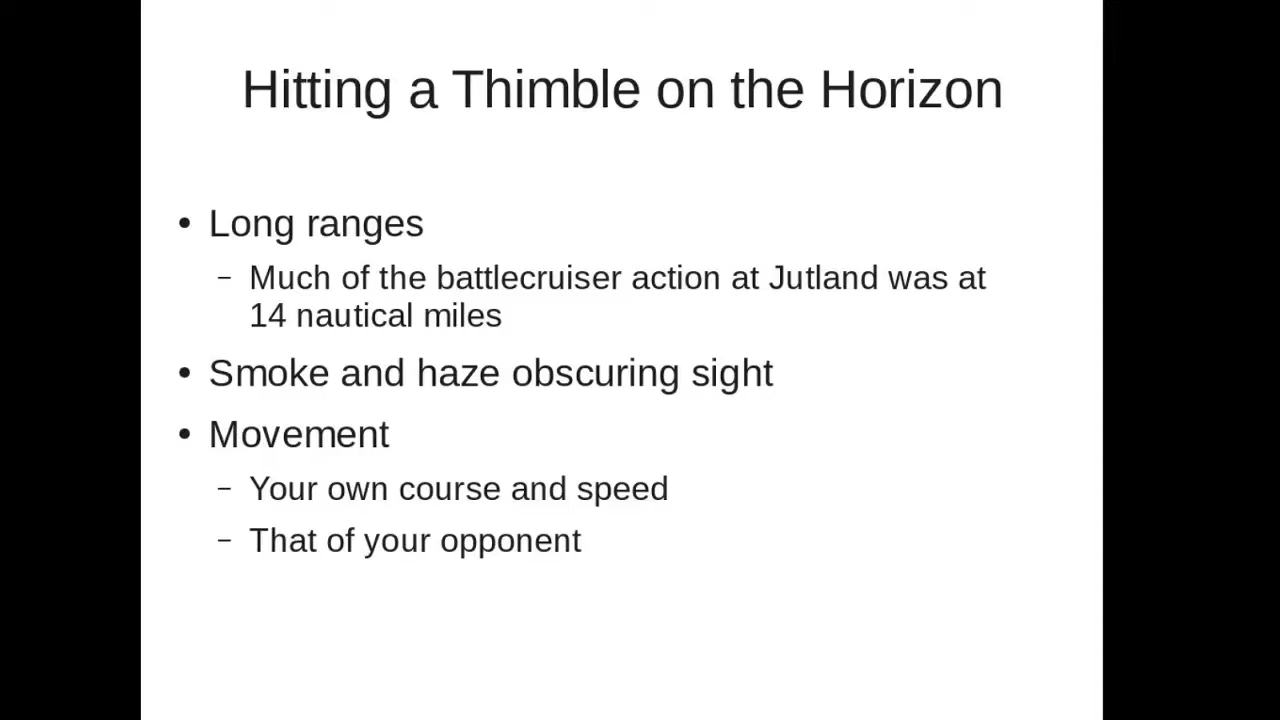 Hitting a Thimble on the Horizon
• Long ranges
– Much of the battlecruiser action at Jutland was at
14 nautical miles
• Smoke and haze obscuring sight
• Movement
– Your own course and speed
– That of your opponent